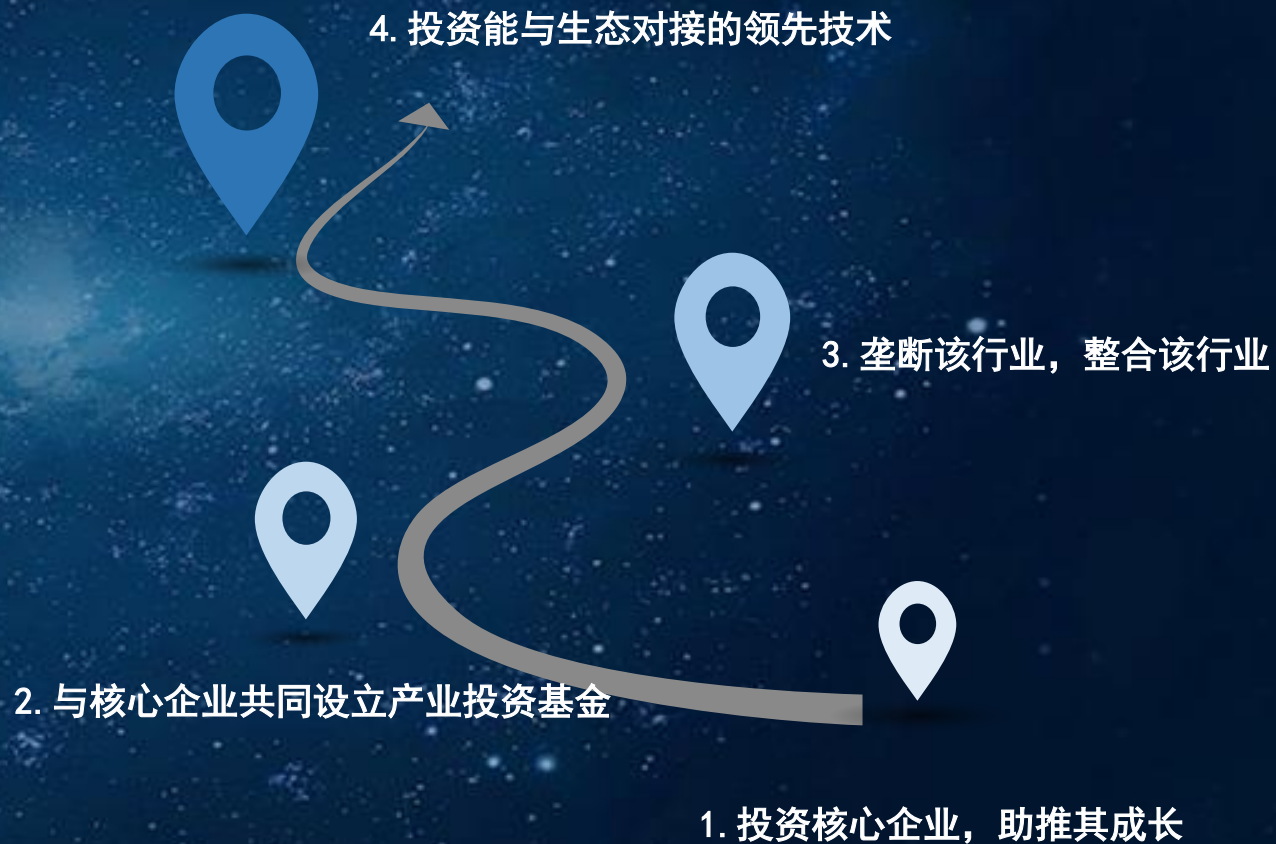 4. 投资能与生态对接的领先技术
3. 垄断该行业，整合该行业
2. 与核心企业共同设立产业投资基金
1. 投资核心企业，助推其成长